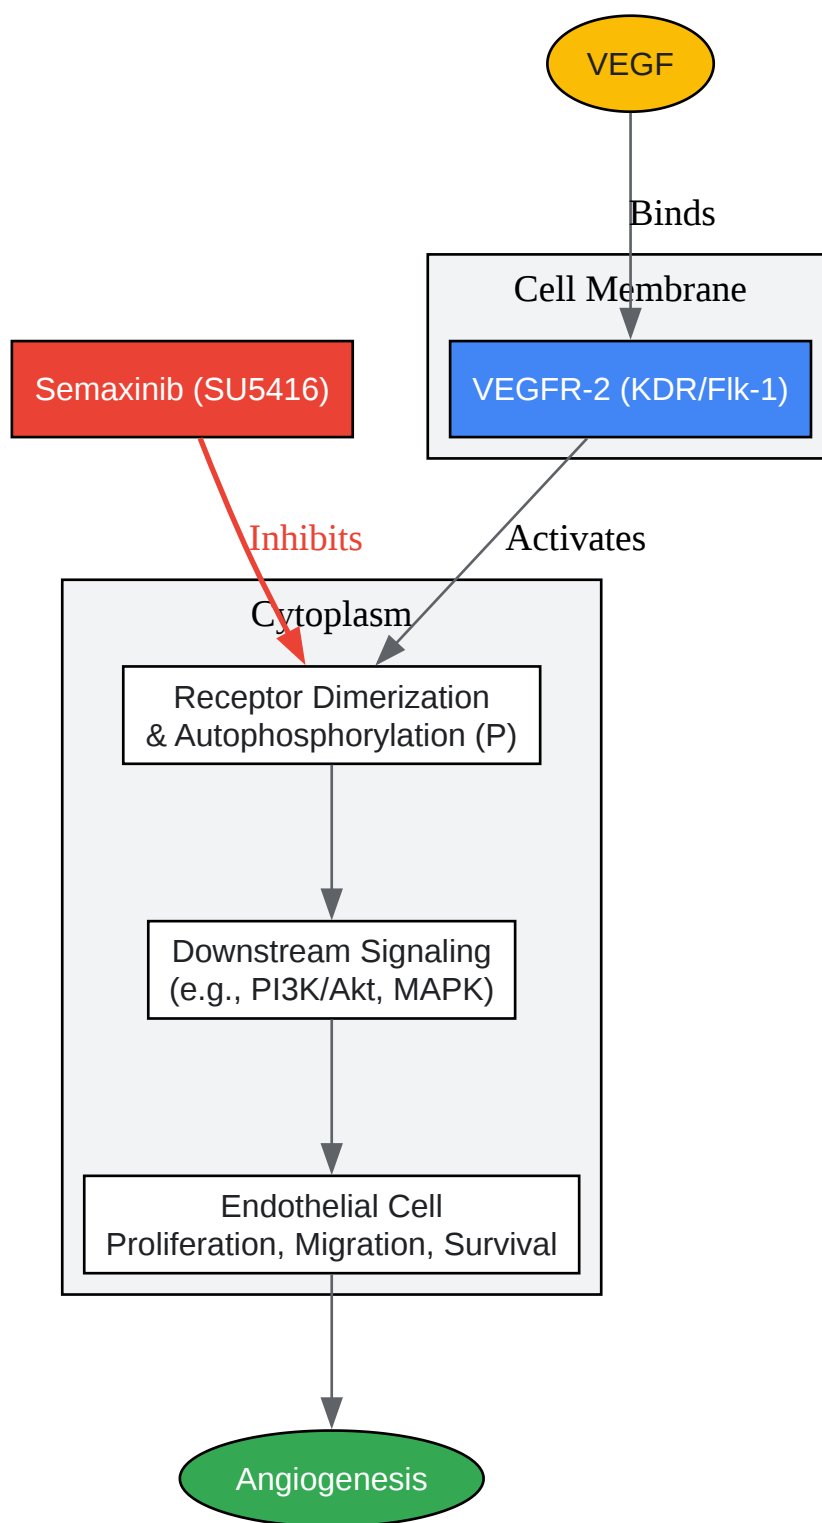 VEGF
Binds
Cell Membrane
Semaxinib (SU5416)
VEGFR-2 (KDR/Flk-1)
Inhibits
Activates
Cytoplasm
Receptor Dimerization
& Autophosphorylation (P)
Downstream Signaling
(e.g., PI3K/Akt, MAPK)
Endothelial Cell
Proliferation, Migration, Survival
Angiogenesis